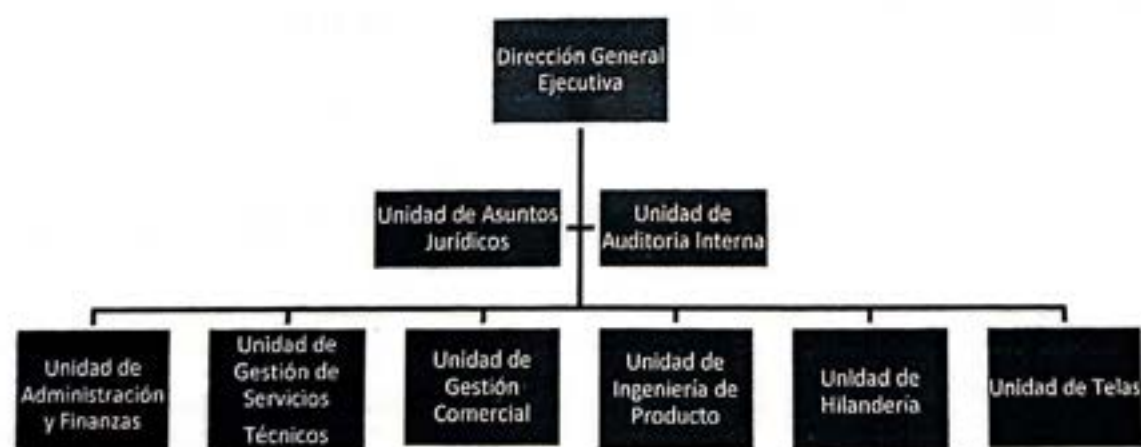 Dirección General
Ejecutiva
Unidad de Asuntos
Jurídicos
Unidad de
Auditoria Interna
Unidad de
Administración
y Finanzas
Unidad de
Gestión de
Servicios
Técnicos
Unidad de
Gestión
Comercial
Unidad de
Ingeniería de
Producto
Unidad de
Hilandería
Unidad de Telas